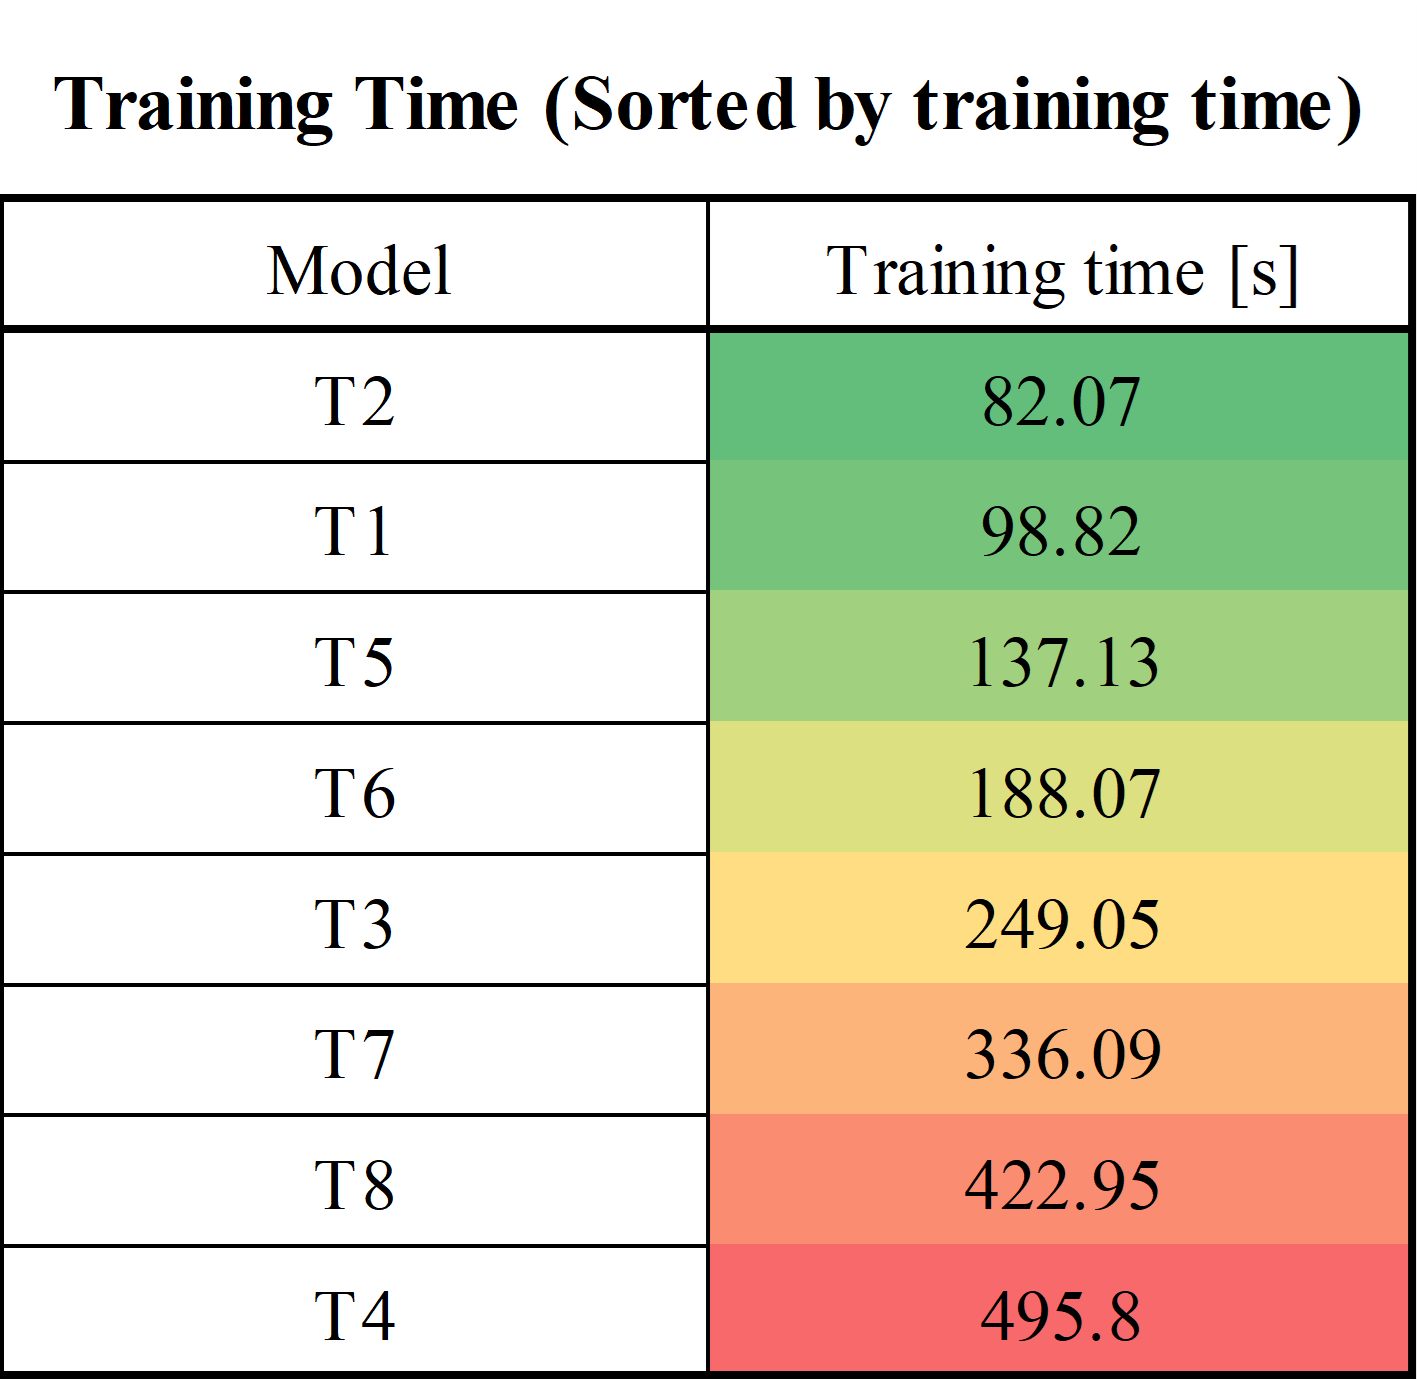 Training Time (Sorted by training time)
Model Training time [s]
T2 82.07
T1 98.82
T5 137.13
T6 188.07
T3 249.05
T7 336.09
T8 422.95
T4 495.8